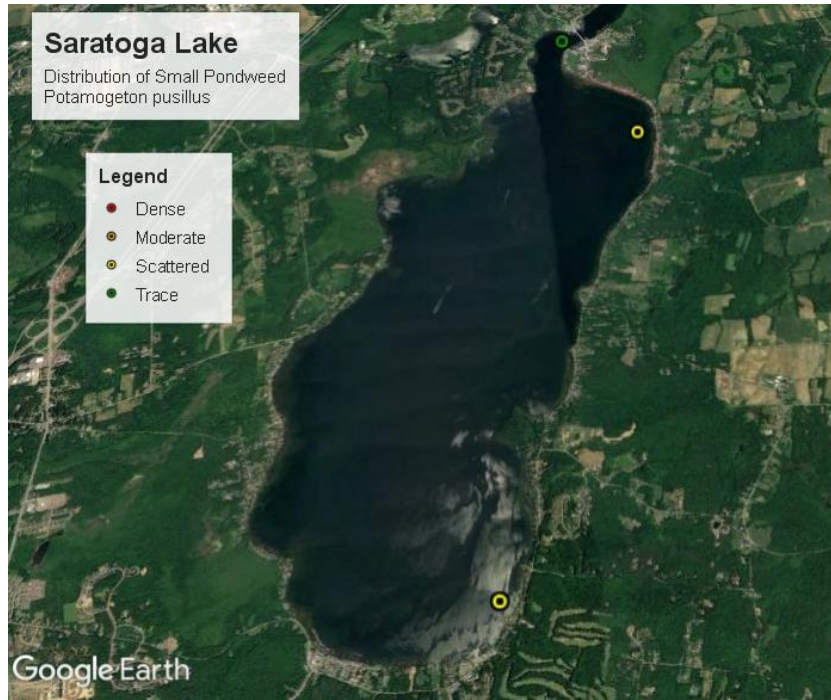 Saratoga Lake
Distribution of Small Pondweed
Potamogeton pusillus
Legend
Dense
Moderate
Scattered
Trace
Google Earth